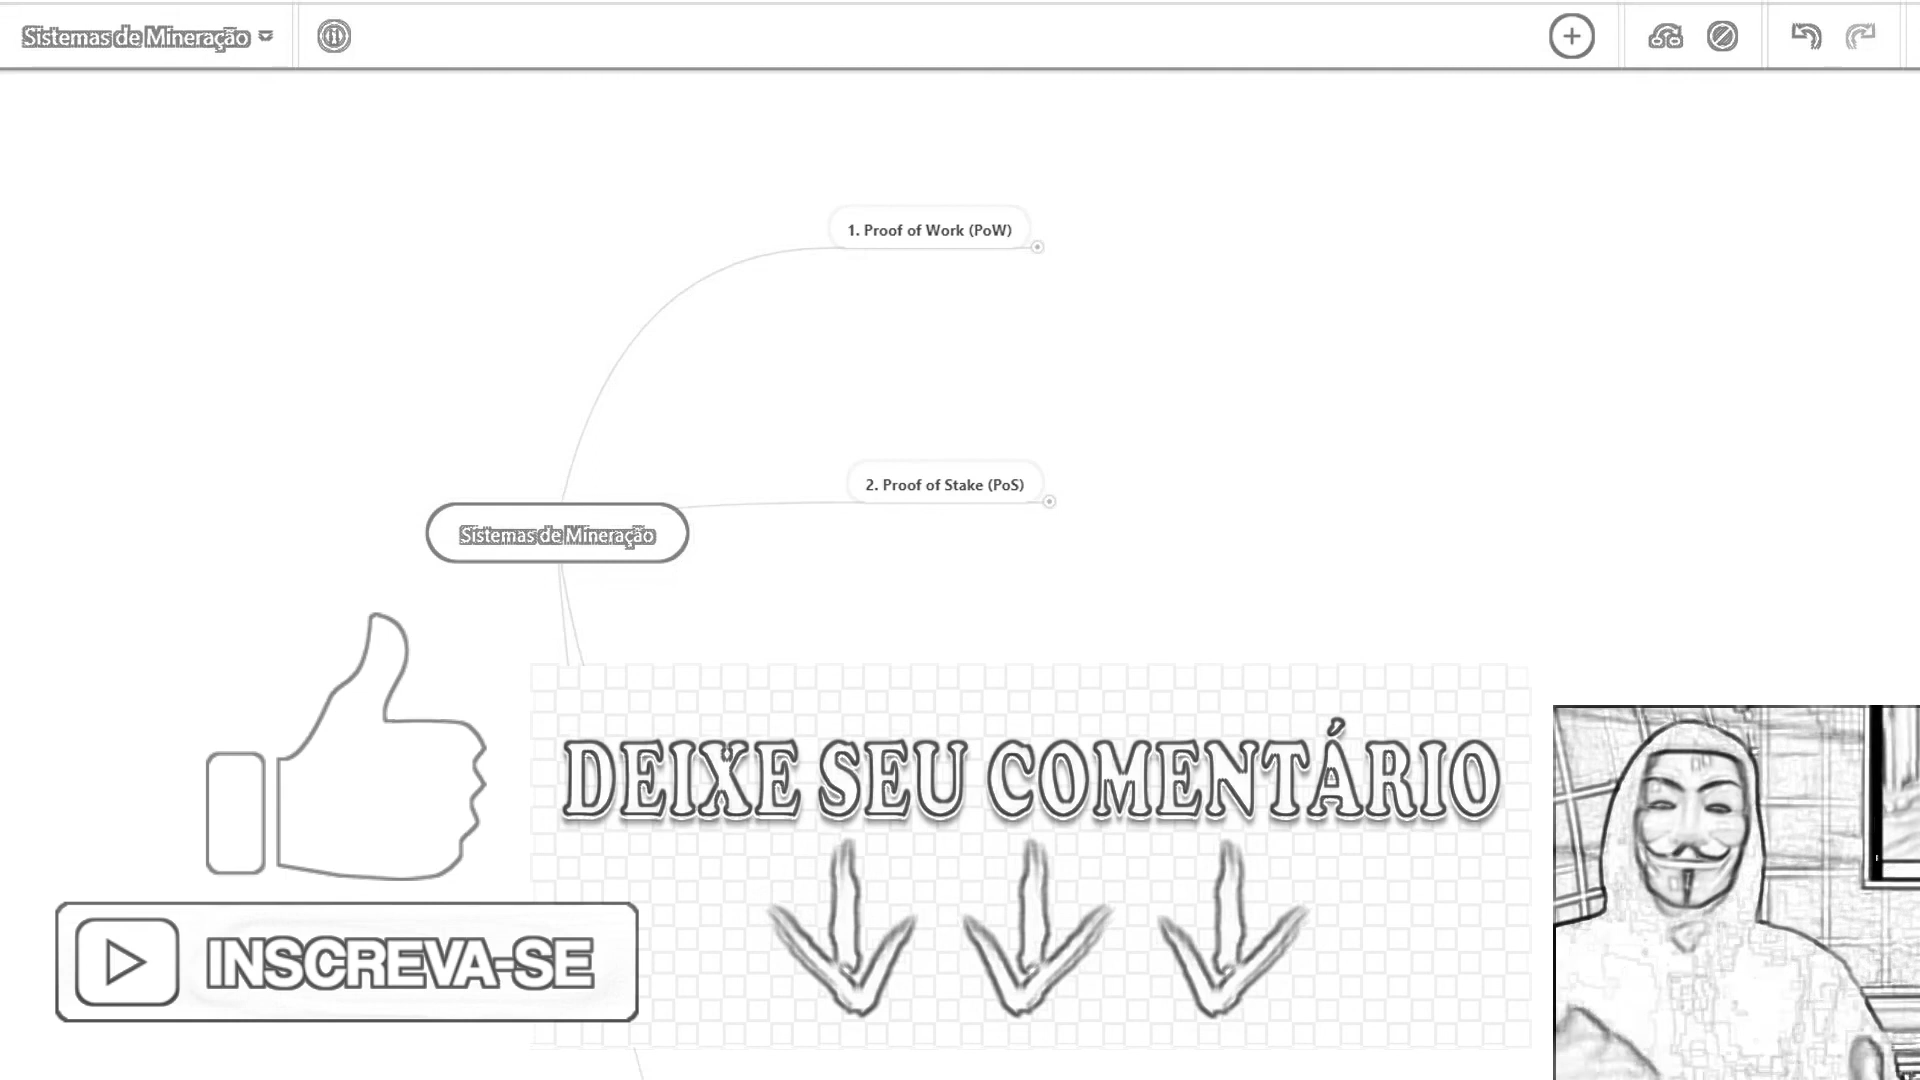 Sistemas de Mineração
1. Proof of Work (PoW)
2. Proof of Stake (PoS)
Sistemas de Mineração
DEIXE SEU COMENTÁRIO
INSCREVA-SE